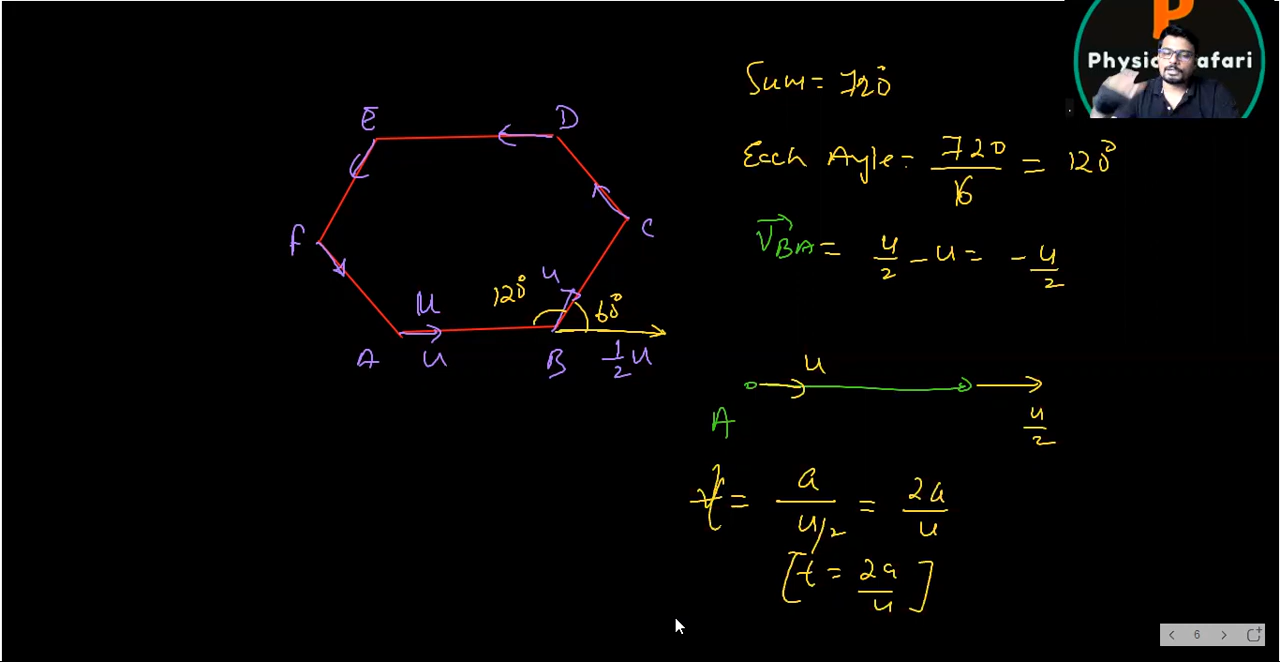 Physics Safari
Sum = 720°
E
D
Each Angle = 720/6 = 120°
F
C
V⃗BA = u/2 - u = - u/2
120°
u
60°
u
A
u
B
1/2 u
u
A
u/2
t = a/(u/2) = 2a/u
[t = 2a/u]
6